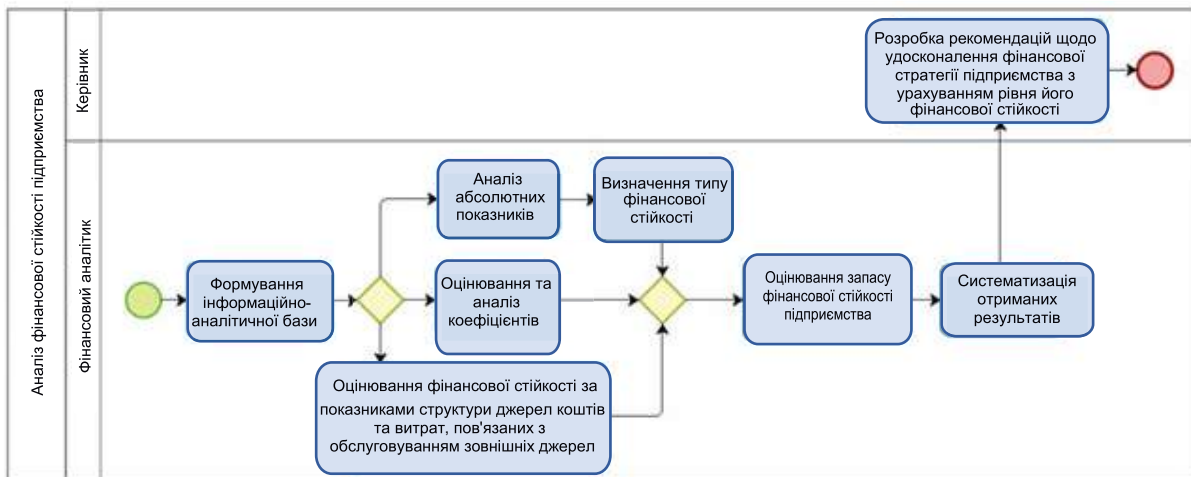 Аналіз фінансової стійкості підприємства
Керівник
Фінансовий аналітик
Розробка рекомендацій щодо
удосконалення фінансової
стратегії підприємства з
урахуванням рівня його
фінансової стійкості
Формування
інформаційно-
аналітичної бази
Аналіз
абсолютних
показників
Визначення типу
фінансової
стійкості
Оцінювання та
аналіз
коефіцієнтів
Оцінювання фінансової стійкості за
показниками структури джерел коштів
та витрат, пов'язаних з
обслуговуванням зовнішніх джерел
Оцінювання запасу
фінансової стійкості
підприємства
Систематизація
отриманих
результатів